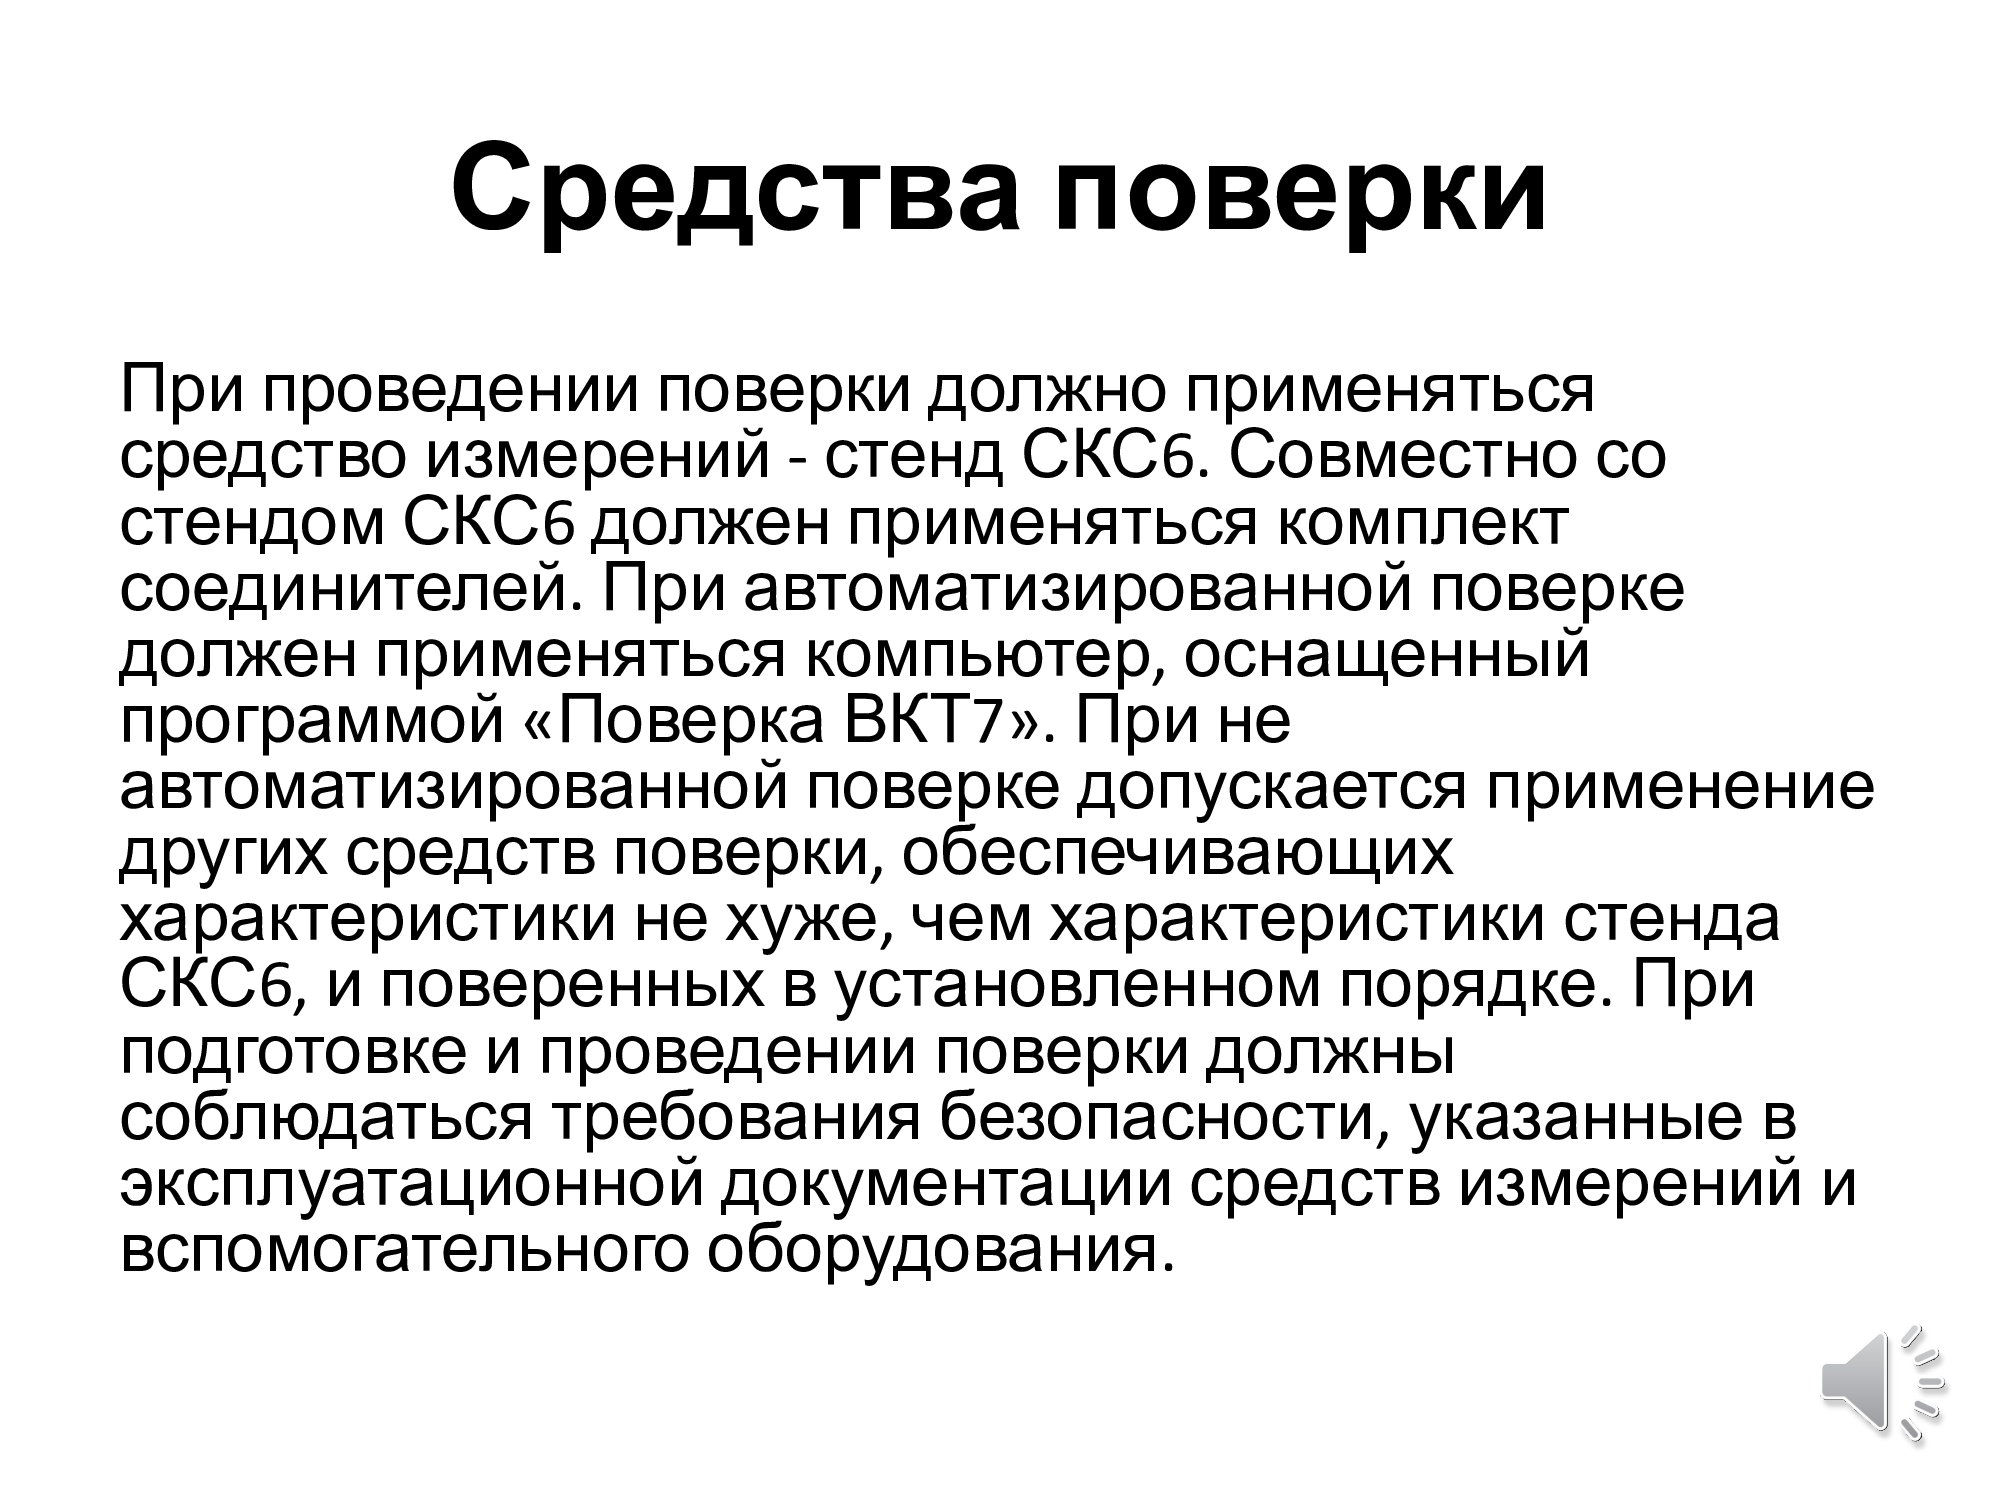 Средства поверки
При проведении поверки должно применяться
средство измерений - стенд СКС6. Совместно со
стендом СКС6 должен применяться комплект
соединителей. При автоматизированной поверке
должен применяться компьютер, оснащенный
программой «Поверка ВКТ7». При не
автоматизированной поверке допускается применение
других средств поверки, обеспечивающих
характеристики не хуже, чем характеристики стенда
СКС6, и поверенных в установленном порядке. При
подготовке и проведении поверки должны
соблюдаться требования безопасности, указанные в
эксплуатационной документации средств измерений и
вспомогательного оборудования.